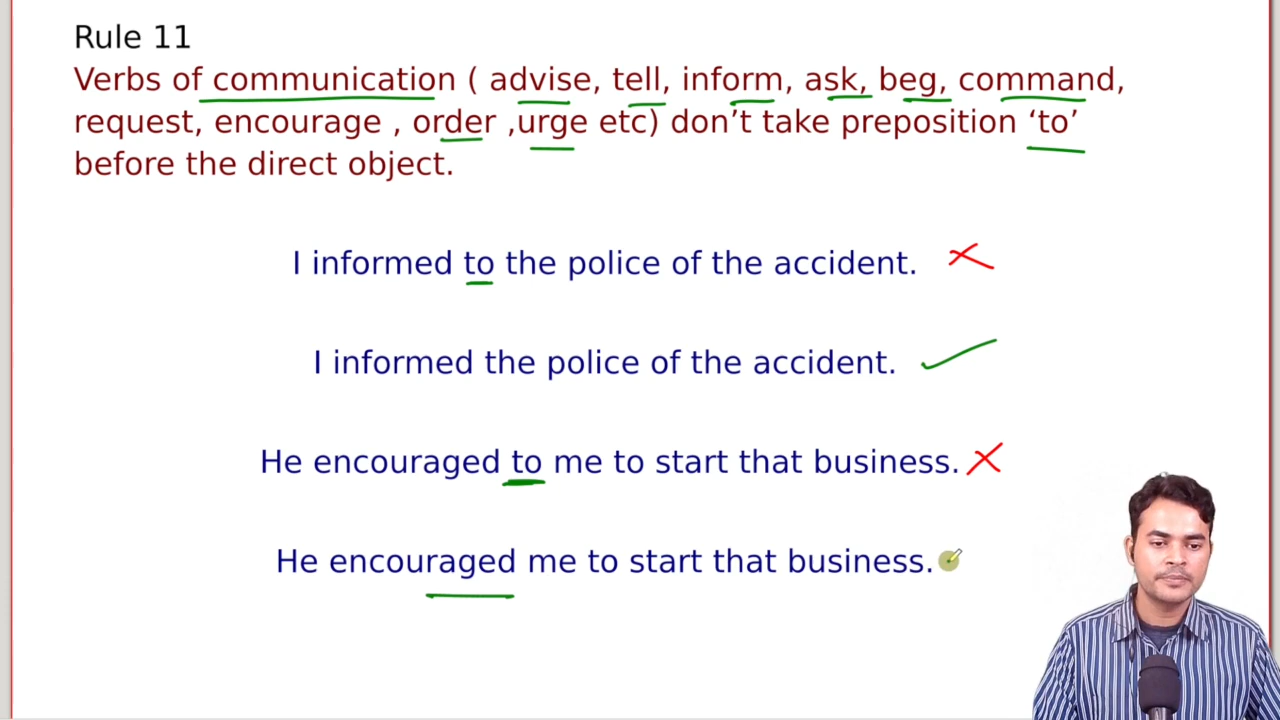 Rule 11
Verbs of communication ( advise, tell, inform, ask, beg, command,
request, encourage , order ,urge etc) don’t take preposition ‘to’
before the direct object.
I informed to the police of the accident.
I informed the police of the accident.
He encouraged to me to start that business.
He encouraged me to start that business.